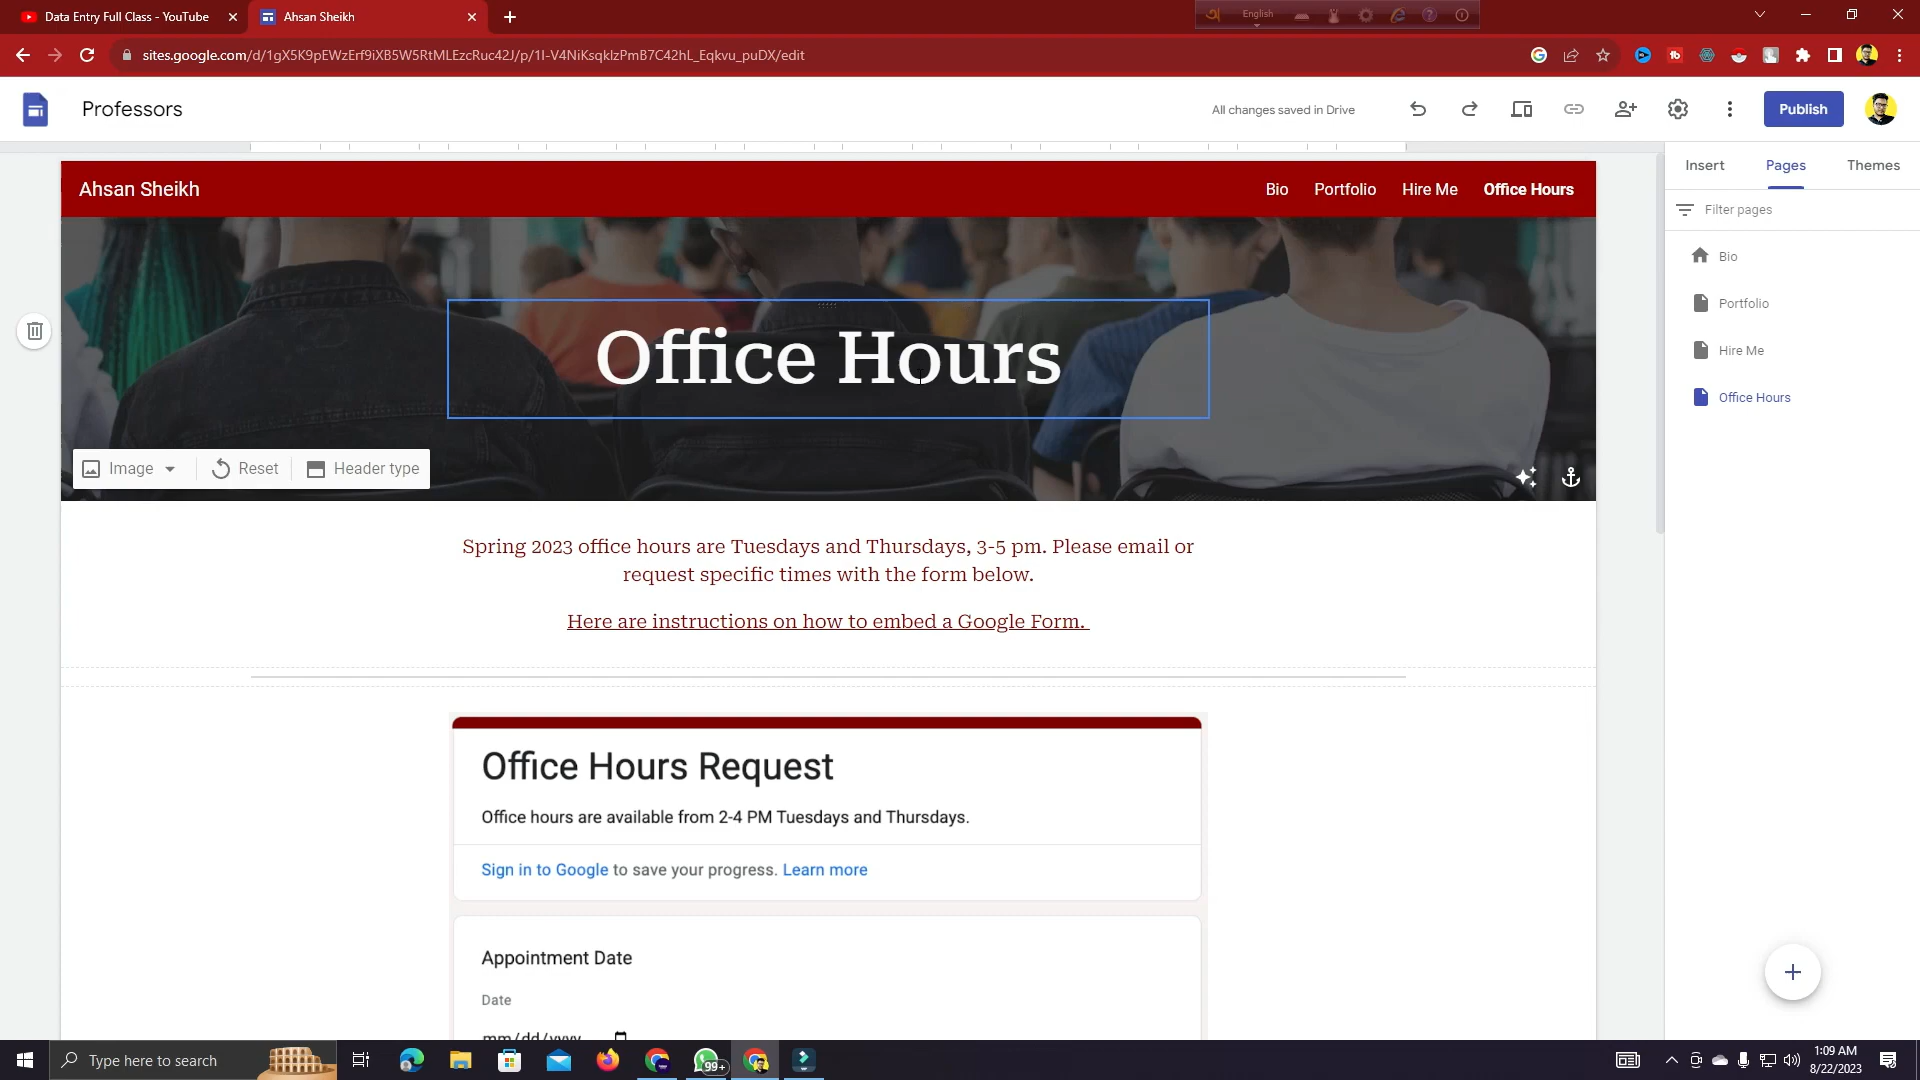 Data Entry Full Class - YouTube
Ahsan Sheikh
English
sites.google.com/d/1gX5K9pEWzErf9iXB5W5RtMLEzcRuc42J/p/1I-V4NiKsqkIzPmB7C42hL_Eqkvu_puDX/edit
Professors
All changes saved in Drive
Publish
Insert
Pages
Themes
Filter pages
Bio
Portfolio
Hire Me
Office Hours
Ahsan Sheikh
Bio
Portfolio
Hire Me
Office Hours
Office Hours
Image
Reset
Header type
Spring 2023 office hours are Tuesdays and Thursdays, 3-5 pm. Please email or
request specific times with the form below.
Here are instructions on how to embed a Google Form.
Office Hours Request
Office hours are available from 2-4 PM Tuesdays and Thursdays.
Sign in to Google to save your progress. Learn more
Appointment Date
Date
mm/dd/yyyy
Type here to search
99+
1:09 AM
8/22/2023